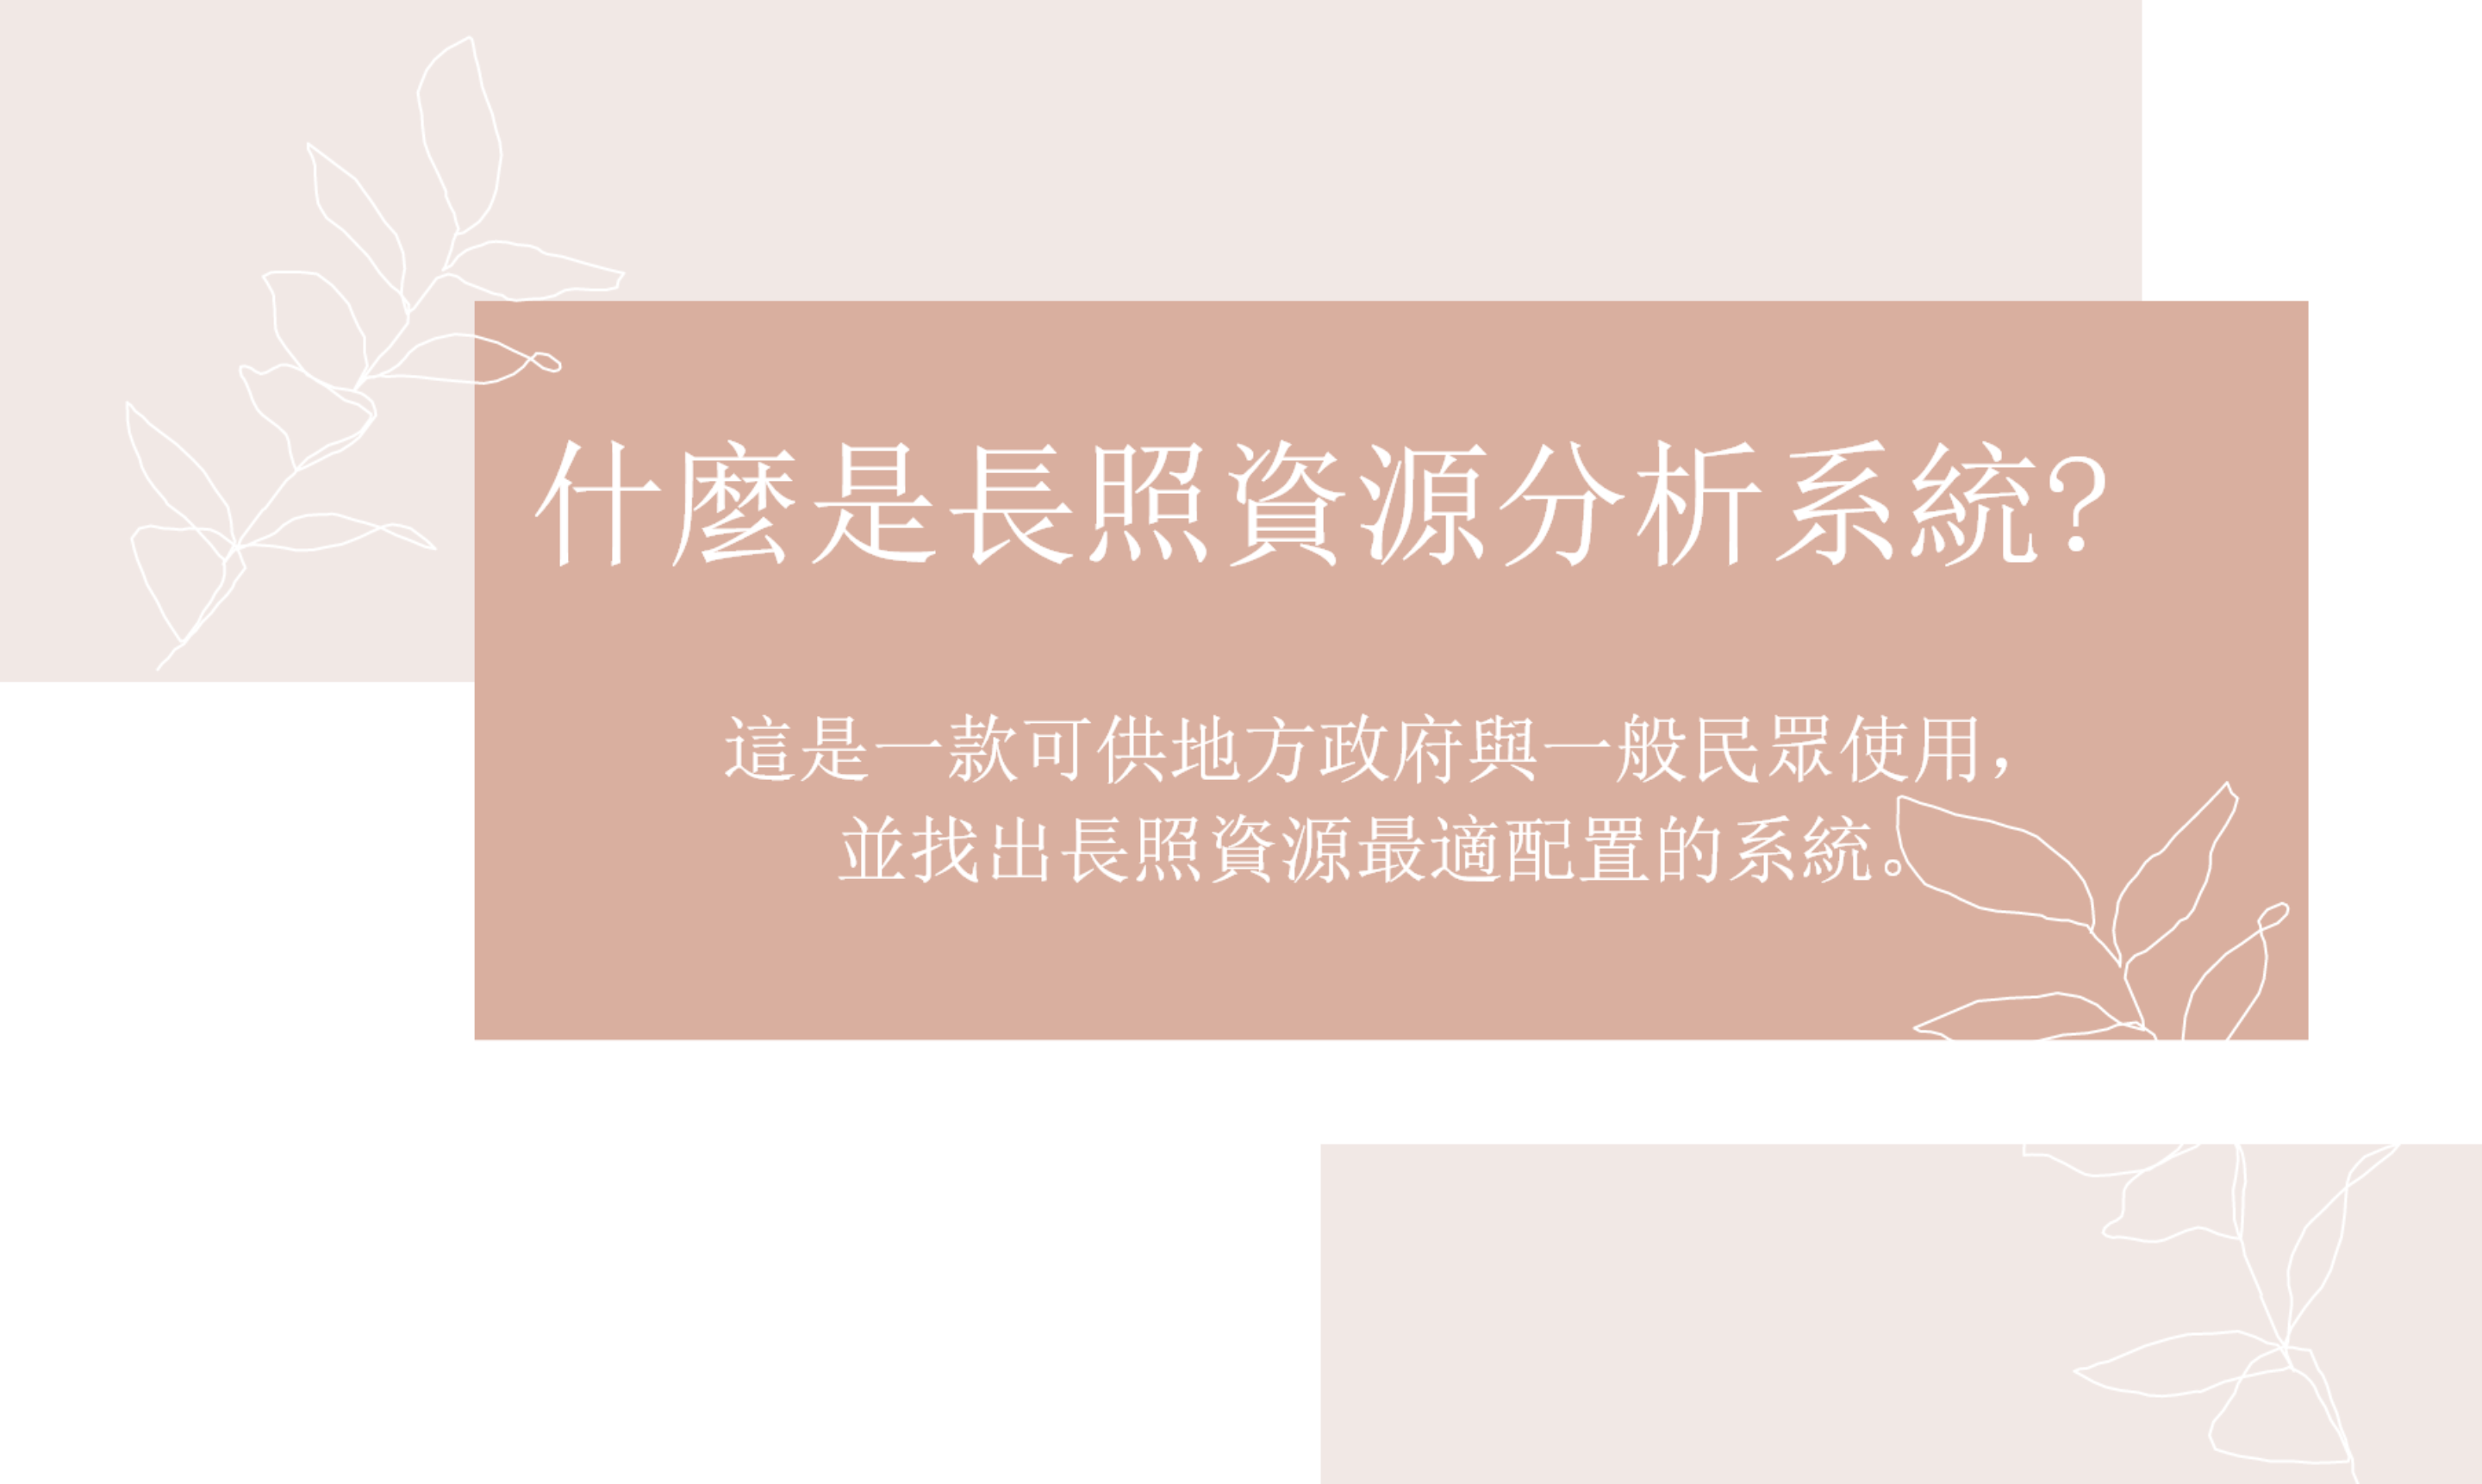 什麼是長照資源分析系統?
這是一款可供地方政府與一般民眾使用，
並找出長照資源最適配置的系統。